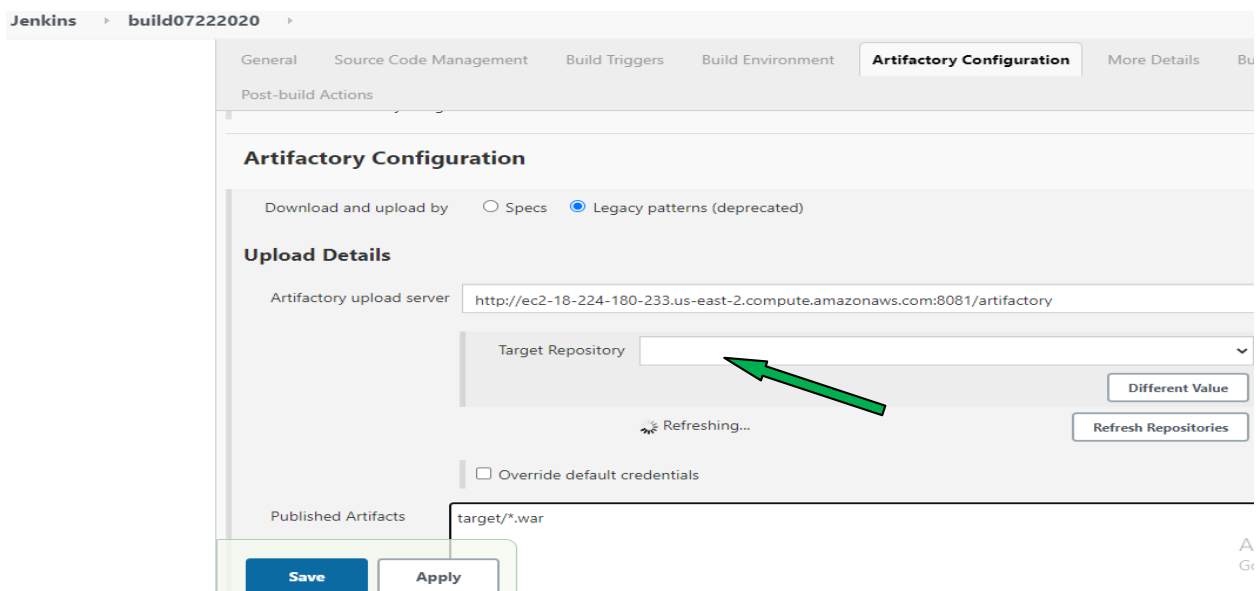 Jenkins build07222020
General Source Code Management Build Triggers Build Environment Artifactory Configuration More Details Bu
Post-build Actions
Artifactory Configuration
Download and upload by Specs Legacy patterns (deprecated)
Upload Details
Artifactory upload server http://ec2-18-224-180-233.us-east-2.compute.amazonaws.com:8081/artifactory
Target Repository
Different Value
Refreshing... Refresh Repositories
Override default credentials
Published Artifacts target/*.war
A
Go
Save Apply